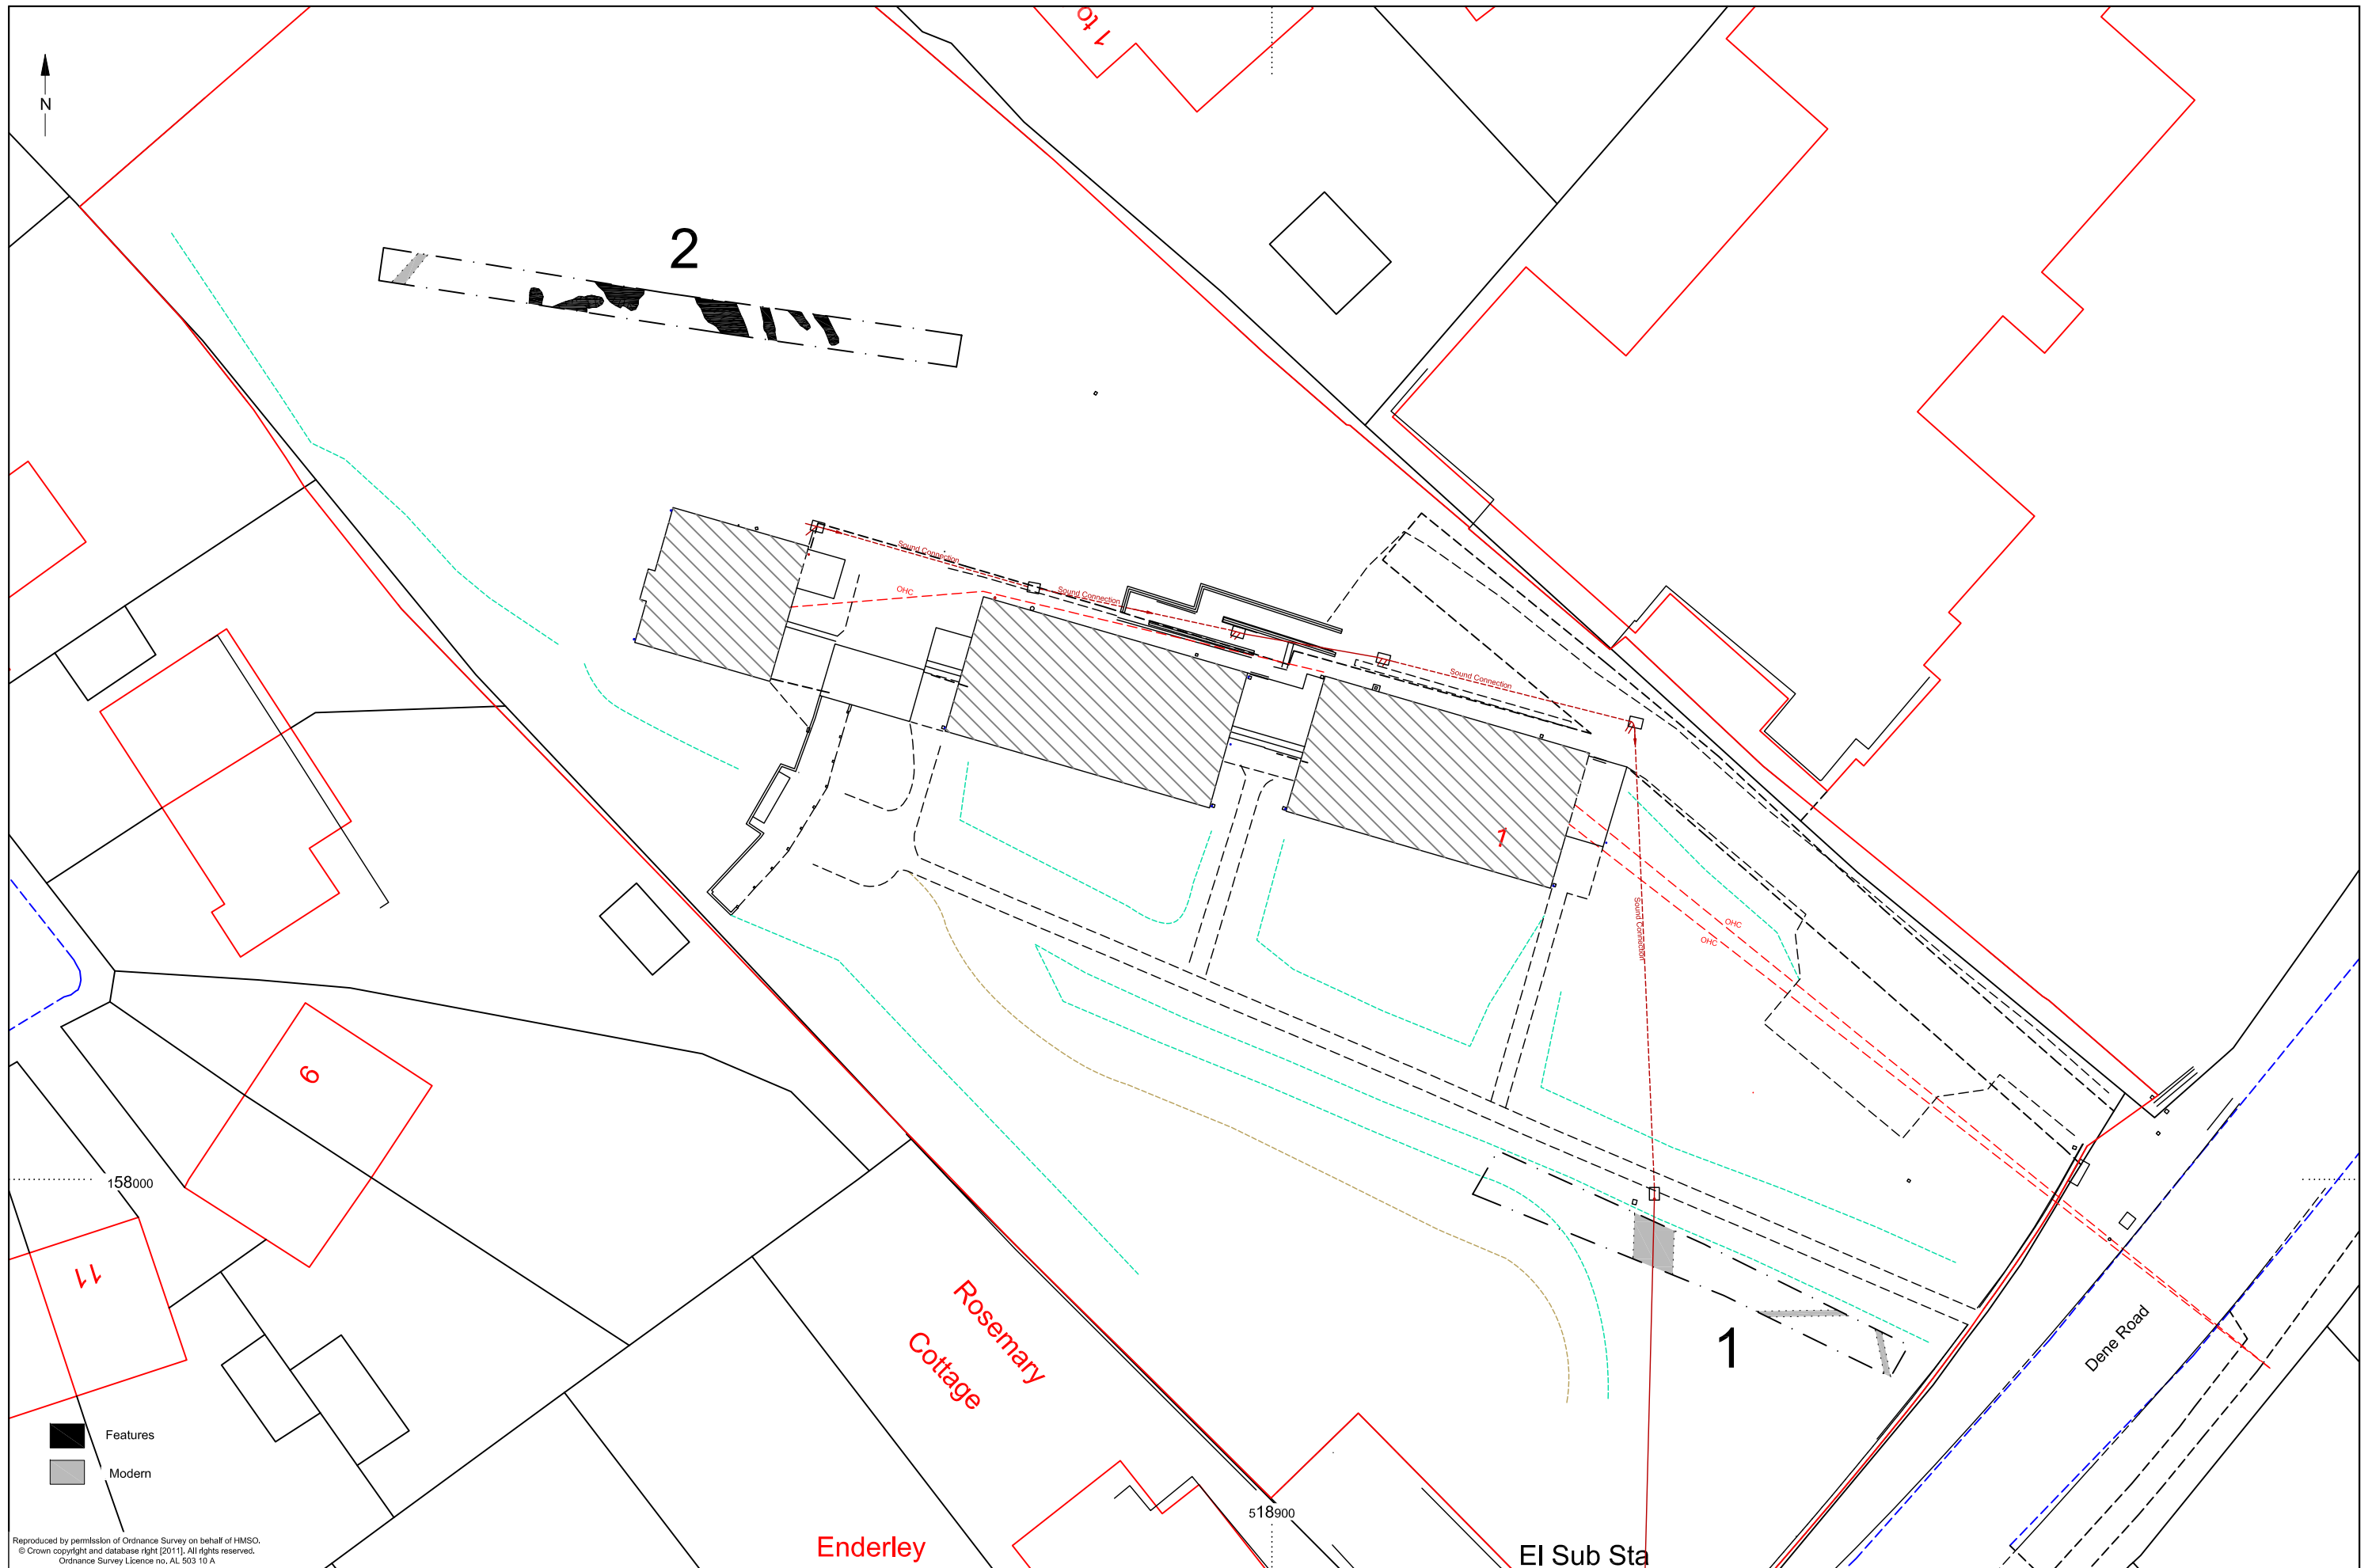 1 to
N
2
Sound Connection
OHC
Sound Connection
Sound Connection
1
Sound Connection
OHC
OHC
9
158000
11
Rosemary
Cottage
1
Dene Road
Features
Modern
518900
Reproduced by permission of Ordnance Survey on behalf of HMSO.
© Crown copyright and database right [2011]. All rights reserved.
Ordnance Survey Licence no. AL 503 10 A
Enderley
El Sub Sta